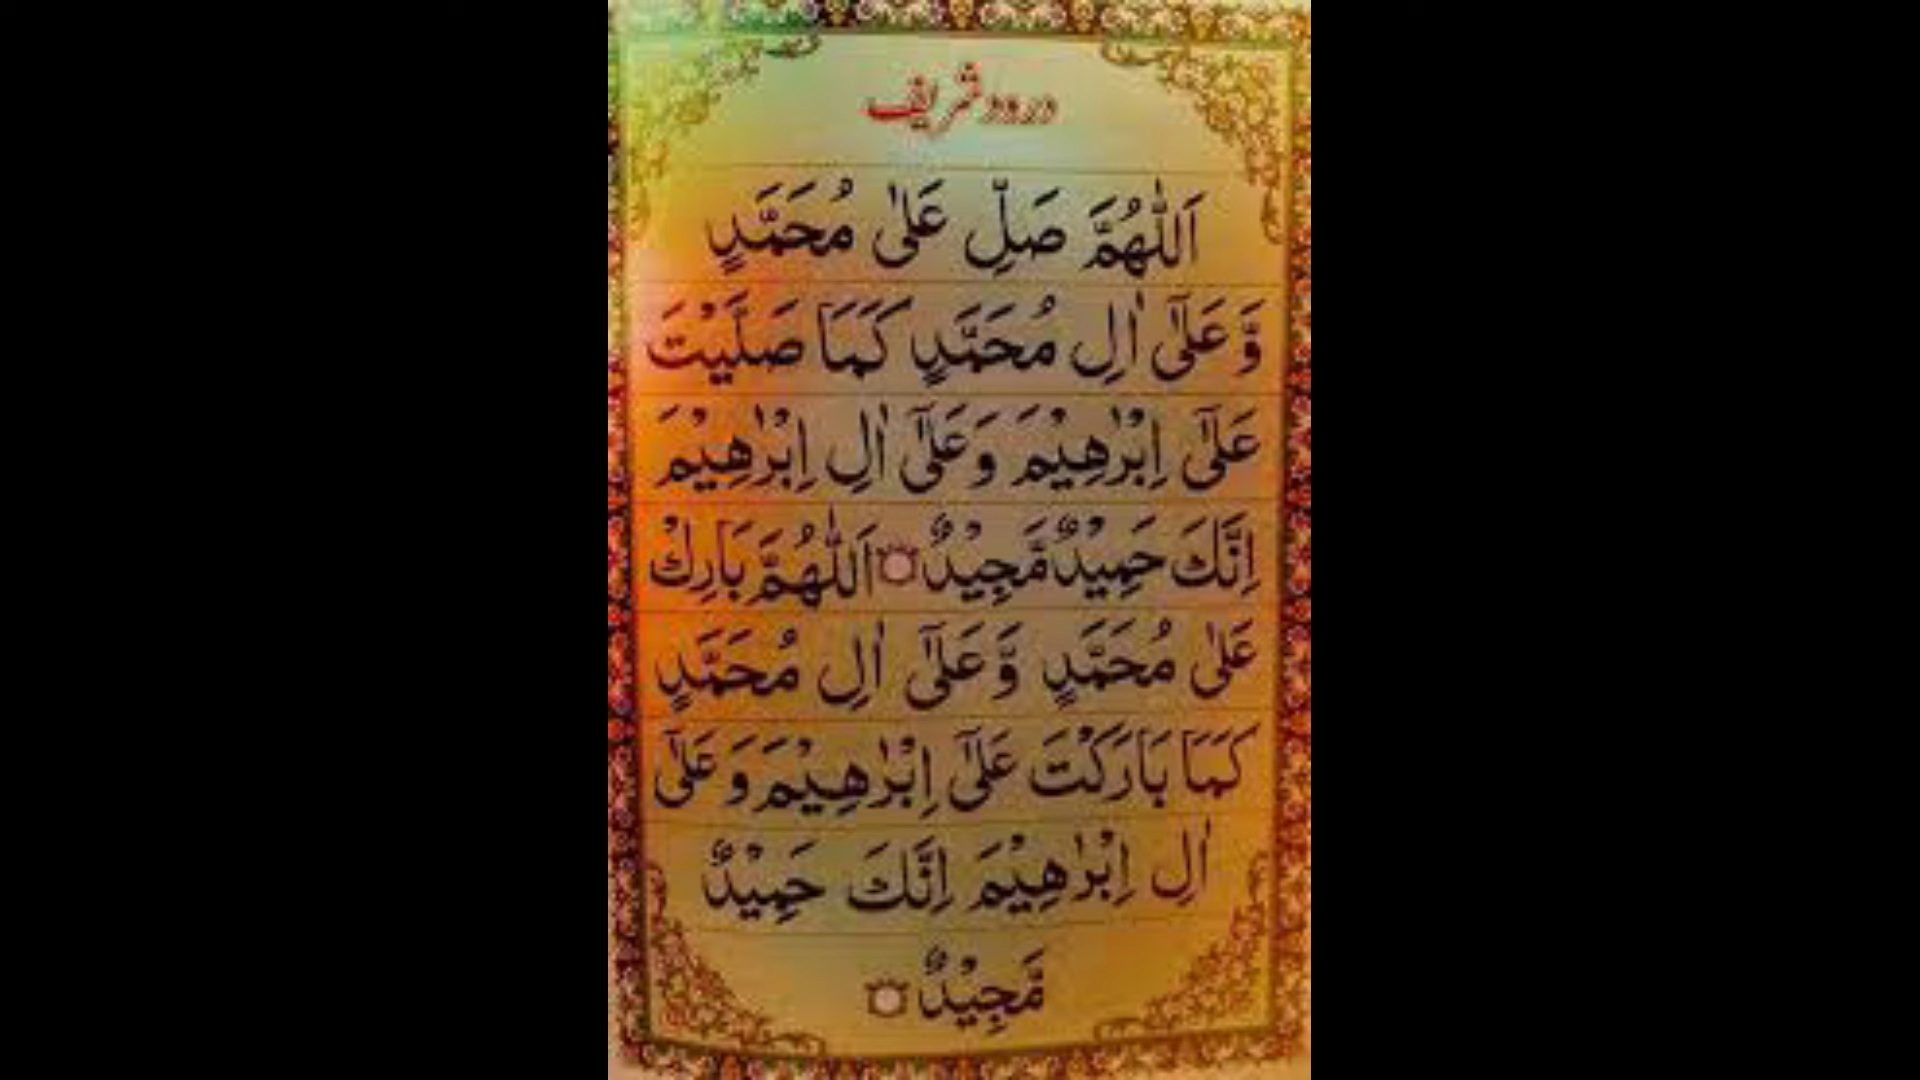 درود شریف
اَللّٰهُمَّ صَلِّ عَلٰی مُحَمَّدٍ
وَّ عَلٰۤی اٰلِ مُحَمَّدٍ کَمَا صَلَّیْتَ
عَلٰۤی اِبْرٰهِیْمَ وَ عَلٰۤی اٰلِ اِبْرٰهِیْمَ
اِنَّکَ حَمِیْدٌ مَّجِیْدٌ ۝ اَللّٰهُمَّ بَارِکْ
عَلٰی مُحَمَّدٍ وَّ عَلٰۤی اٰلِ مُحَمَّدٍ
کَمَا بَارَکْتَ عَلٰۤی اِبْرٰهِیْمَ وَ عَلٰۤی
اٰلِ اِبْرٰهِیْمَ اِنَّکَ حَمِیْدٌ
مَّجِیْدٌ ۝